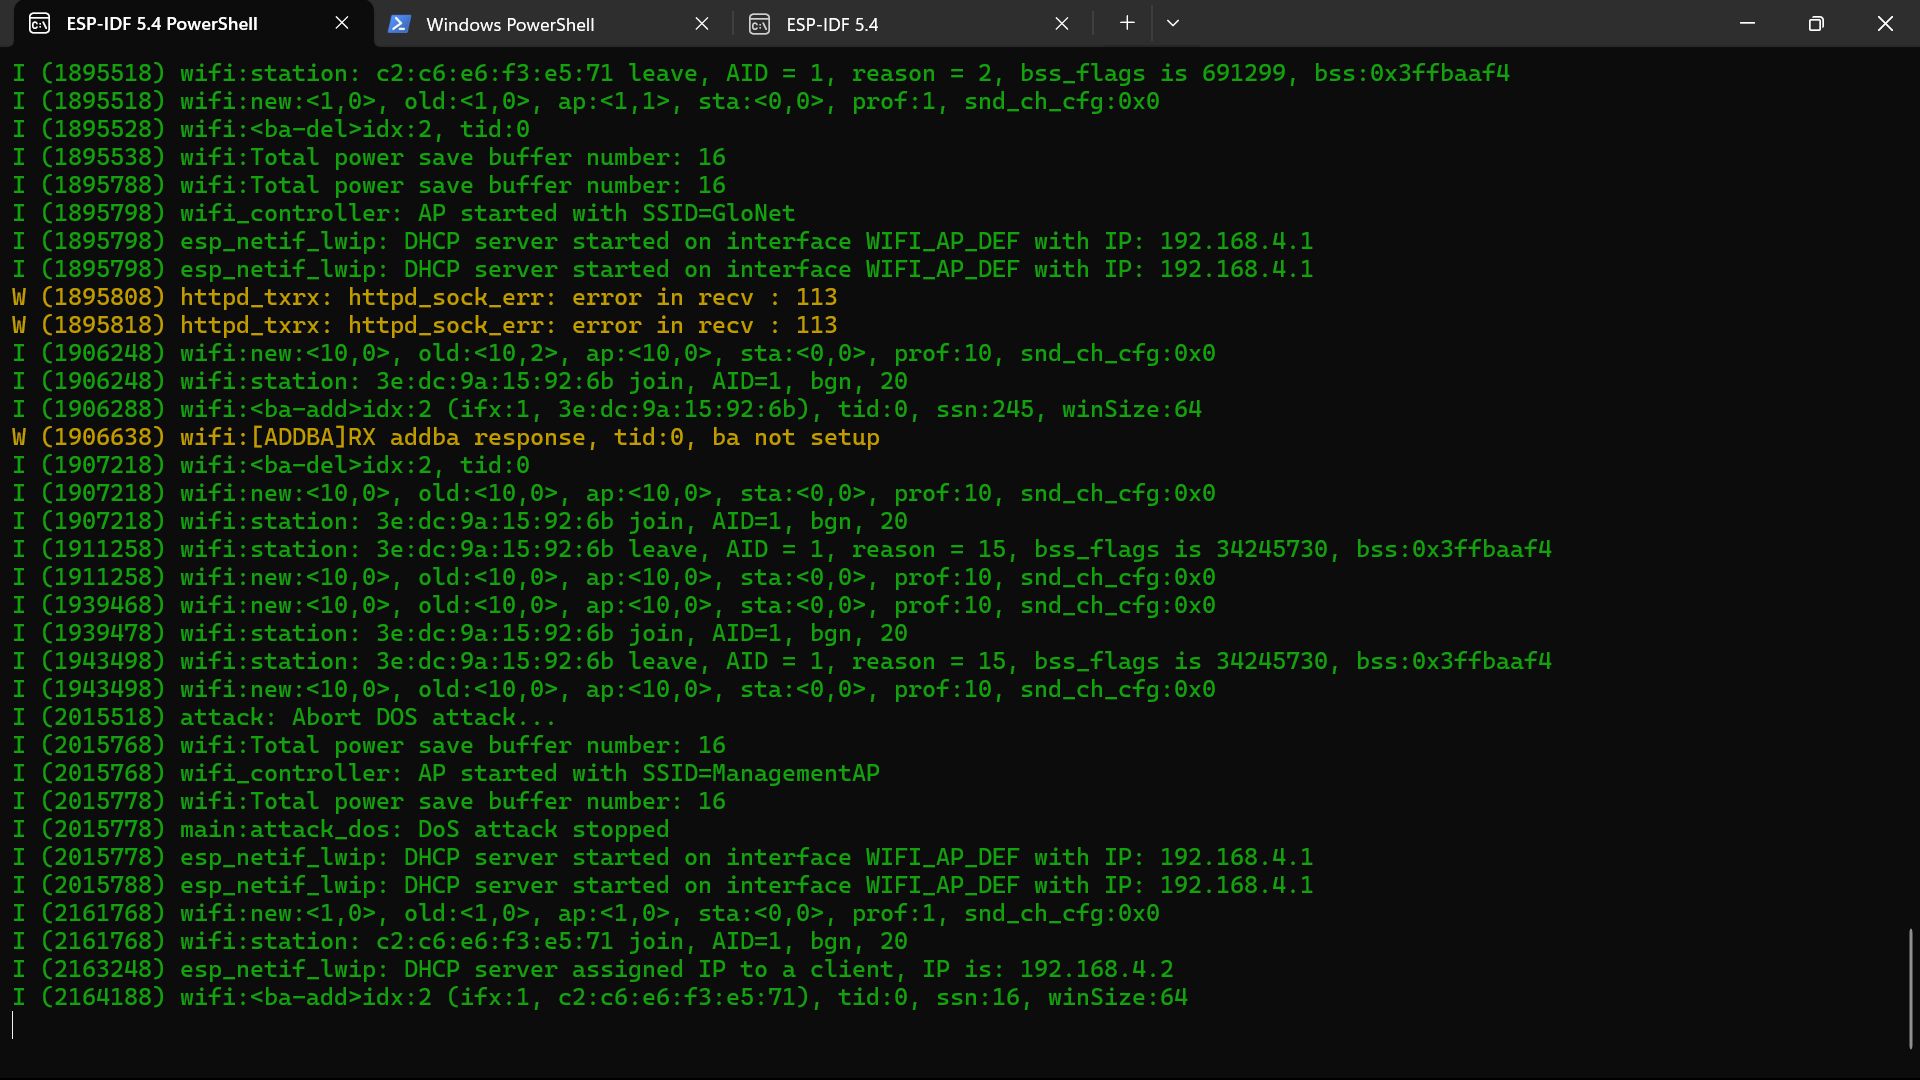 ESP-IDF 5.4 PowerShell
Windows PowerShell
ESP-IDF 5.4
I (1895518) wifi:station: c2:c6:e6:f3:e5:71 leave, AID = 1, reason = 2, bss_flags is 691299, bss:0x3ffbaaf4
I (1895518) wifi:new:<1,0>, old:<1,0>, ap:<1,1>, sta:<0,0>, prof:1, snd_ch_cfg:0x0
I (1895528) wifi:<ba-del>idx:2, tid:0
I (1895538) wifi:Total power save buffer number: 16
I (1895788) wifi:Total power save buffer number: 16
I (1895798) wifi_controller: AP started with SSID=GloNet
I (1895798) esp_netif_lwip: DHCP server started on interface WIFI_AP_DEF with IP: 192.168.4.1
I (1895798) esp_netif_lwip: DHCP server started on interface WIFI_AP_DEF with IP: 192.168.4.1
W (1895808) httpd_txrx: httpd_sock_err: error in recv : 113
W (1895818) httpd_txrx: httpd_sock_err: error in recv : 113
I (1906248) wifi:new:<10,0>, old:<10,2>, ap:<10,0>, sta:<0,0>, prof:10, snd_ch_cfg:0x0
I (1906248) wifi:station: 3e:dc:9a:15:92:6b join, AID=1, bgn, 20
I (1906288) wifi:<ba-add>idx:2 (ifx:1, 3e:dc:9a:15:92:6b), tid:0, ssn:245, winSize:64
W (1906638) wifi:[ADDBA]RX addba response, tid:0, ba not setup
I (1907218) wifi:<ba-del>idx:2, tid:0
I (1907218) wifi:new:<10,0>, old:<10,0>, ap:<10,0>, sta:<0,0>, prof:10, snd_ch_cfg:0x0
I (1907218) wifi:station: 3e:dc:9a:15:92:6b join, AID=1, bgn, 20
I (1911258) wifi:station: 3e:dc:9a:15:92:6b leave, AID = 1, reason = 15, bss_flags is 34245730, bss:0x3ffbaaf4
I (1911258) wifi:new:<10,0>, old:<10,0>, ap:<10,0>, sta:<0,0>, prof:10, snd_ch_cfg:0x0
I (1939468) wifi:new:<10,0>, old:<10,0>, ap:<10,0>, sta:<0,0>, prof:10, snd_ch_cfg:0x0
I (1939478) wifi:station: 3e:dc:9a:15:92:6b join, AID=1, bgn, 20
I (1943498) wifi:station: 3e:dc:9a:15:92:6b leave, AID = 1, reason = 15, bss_flags is 34245730, bss:0x3ffbaaf4
I (1943498) wifi:new:<10,0>, old:<10,0>, ap:<10,0>, sta:<0,0>, prof:10, snd_ch_cfg:0x0
I (2015518) attack: Abort DOS attack...
I (2015768) wifi:Total power save buffer number: 16
I (2015768) wifi_controller: AP started with SSID=ManagementAP
I (2015778) wifi:Total power save buffer number: 16
I (2015778) main:attack_dos: DoS attack stopped
I (2015778) esp_netif_lwip: DHCP server started on interface WIFI_AP_DEF with IP: 192.168.4.1
I (2015788) esp_netif_lwip: DHCP server started on interface WIFI_AP_DEF with IP: 192.168.4.1
I (2161768) wifi:new:<1,0>, old:<1,0>, ap:<1,0>, sta:<0,0>, prof:1, snd_ch_cfg:0x0
I (2161768) wifi:station: c2:c6:e6:f3:e5:71 join, AID=1, bgn, 20
I (2163248) esp_netif_lwip: DHCP server assigned IP to a client, IP is: 192.168.4.2
I (2164188) wifi:<ba-add>idx:2 (ifx:1, c2:c6:e6:f3:e5:71), tid:0, ssn:16, winSize:64